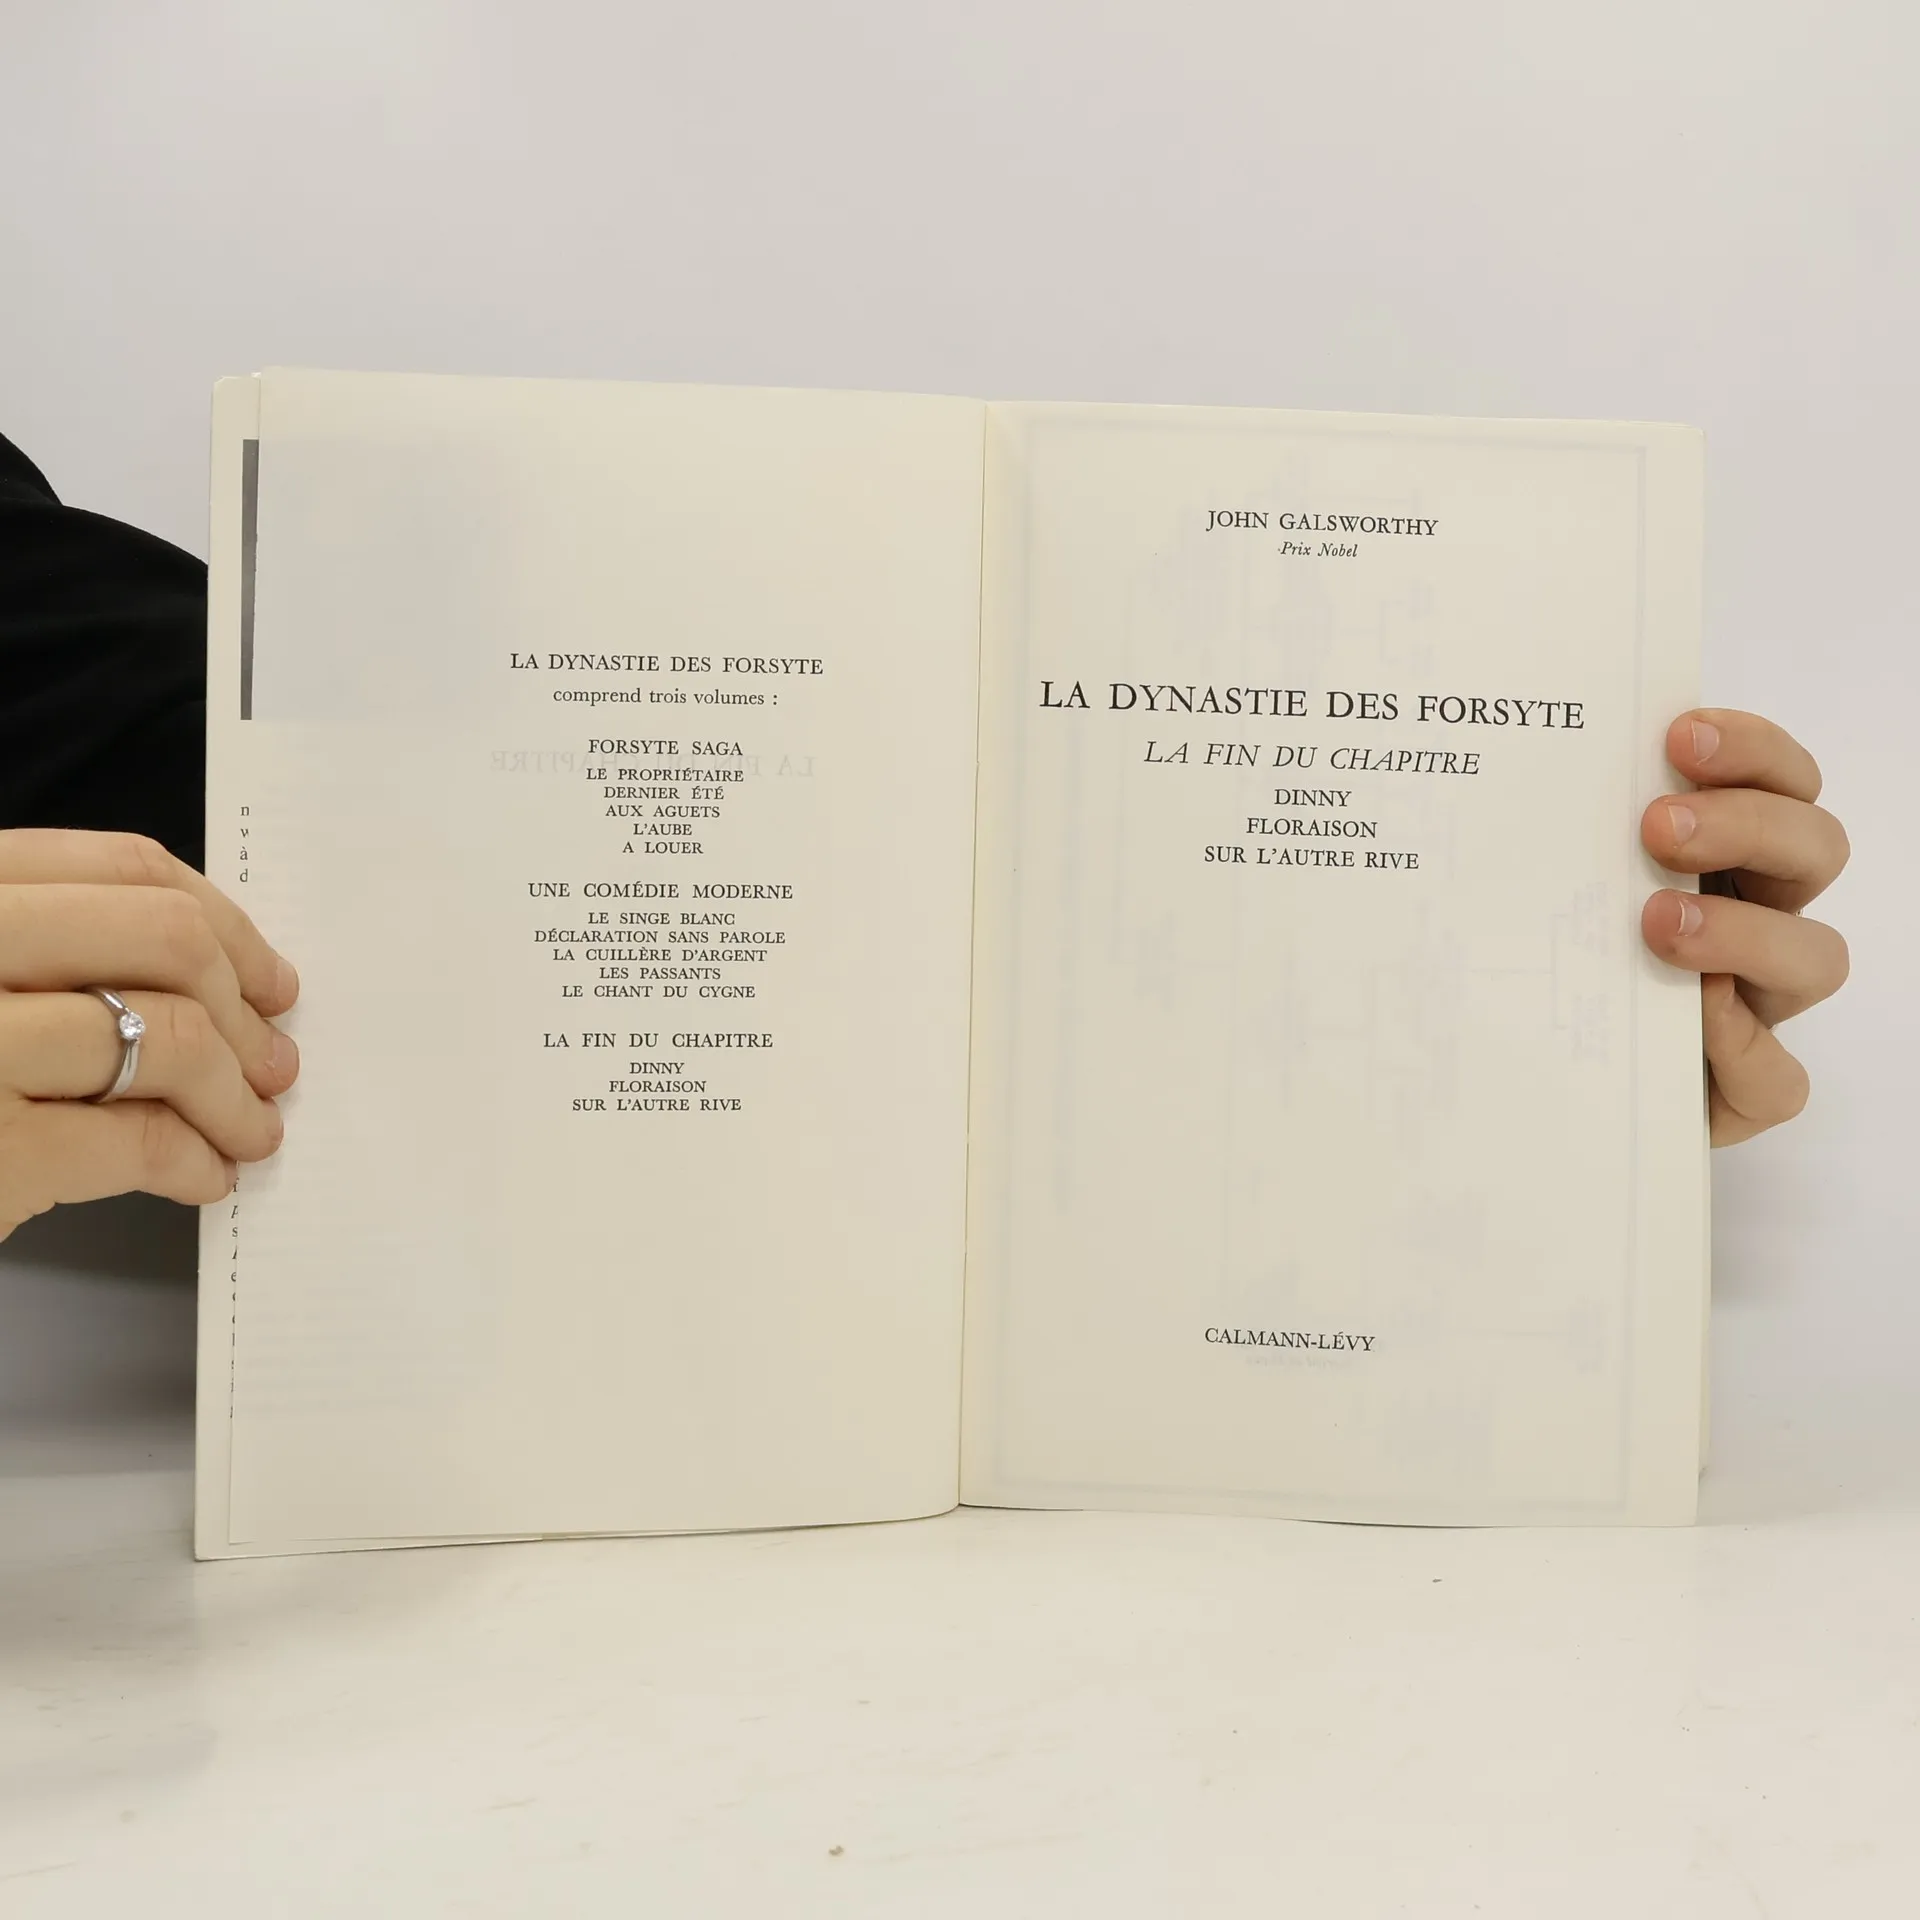 LA DYNASTIE DES FORSYTE
comprend trois volumes :
FORSYTE SAGA
LE PROPRIÉTAIRE
DERNIER ÉTÉ
AUX AGUETS
L'AUBE
A LOUER
UNE COMÉDIE MODERNE
LE SINGE BLANC
DÉCLARATION SANS PAROLE
LA CUILLÈRE D'ARGENT
LES PASSANTS
LE CHANT DU CYGNE
LA FIN DU CHAPITRE
DINNY
FLORAISON
SUR L'AUTRE RIVE
JOHN GALSWORTHY
Prix Nobel
LA DYNASTIE DES FORSYTE
LA FIN DU CHAPITRE
DINNY
FLORAISON
SUR L'AUTRE RIVE
CALMANN-LÉVY